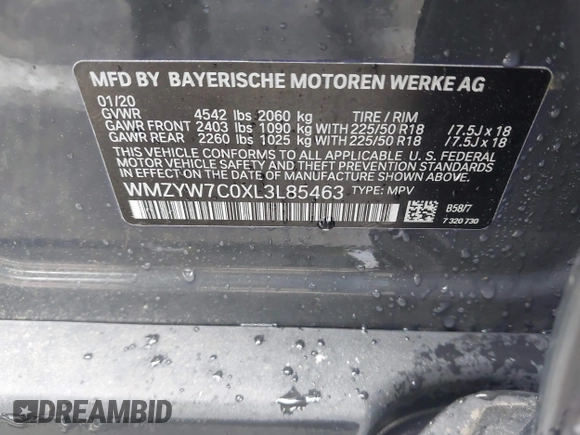 MFD BY BAYERISCHE MOTOREN WERKE AG
01/20
GVWR 4542 lbs 2060 kg TIRE / RIM
GAWR FRONT 2403 lbs 1090 kg WITH 225/50 R18 / 7.5J x 18
GAWR REAR 2260 lbs 1025 kg WITH 225/50 R18 / 7.5J x 18
THIS VEHICLE CONFORMS TO ALL APPLICABLE U. S. FEDERAL
MOTOR VEHICLE SAFETY AND THEFT PREVENTION STANDARDS
IN EFFECT ON THE DATE OF MANUFACTURE SHOWN ABOVE.
WMZYW7C0XL3L85463 TYPE: MPV
B58/7
7 320 730
DREAMBID